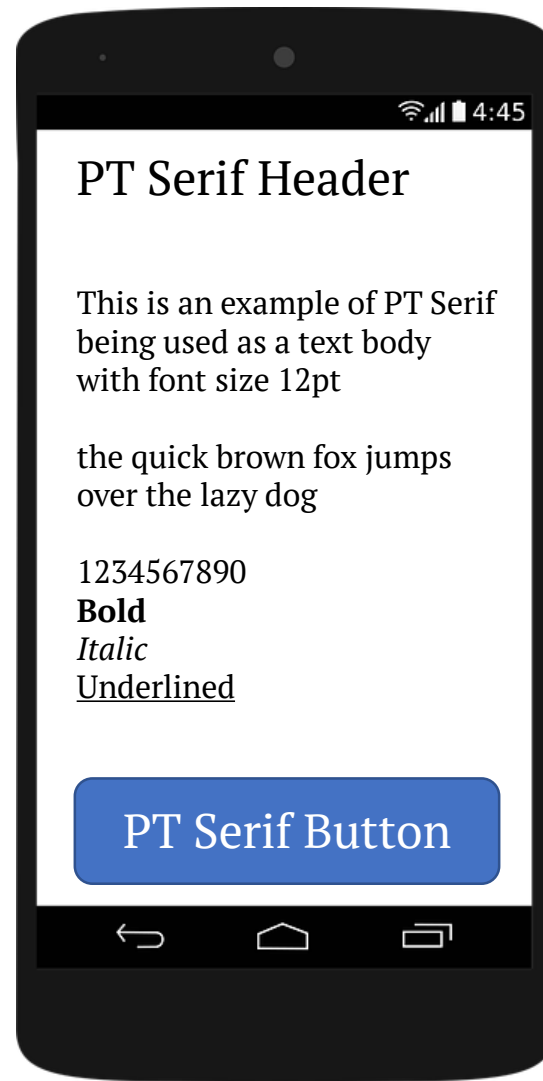 4:45
PT Serif Header
This is an example of PT Serif
being used as a text body
with font size 12pt
the quick brown fox jumps
over the lazy dog
1234567890
Bold
Italic
Underlined
PT Serif Button